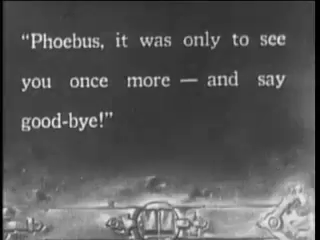 “Phoebus, it was only to see
you once more — and say
good-bye!”